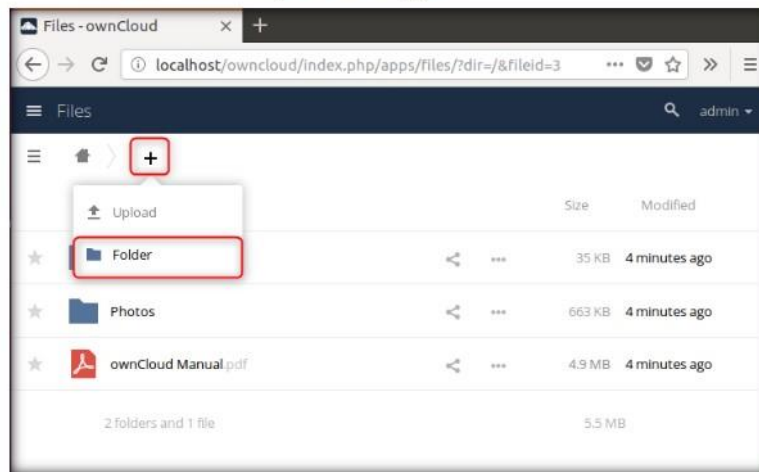 Files - ownCloud × +
localhost/owncloud/index.php/apps/files/?dir=/&fileid=3
Files admin
+
Upload
Size Modified
Folder 35 KB 4 minutes ago
Photos 663 KB 4 minutes ago
ownCloud Manual.pdf 4.9 MB 4 minutes ago
2 folders and 1 file 5.5 MB